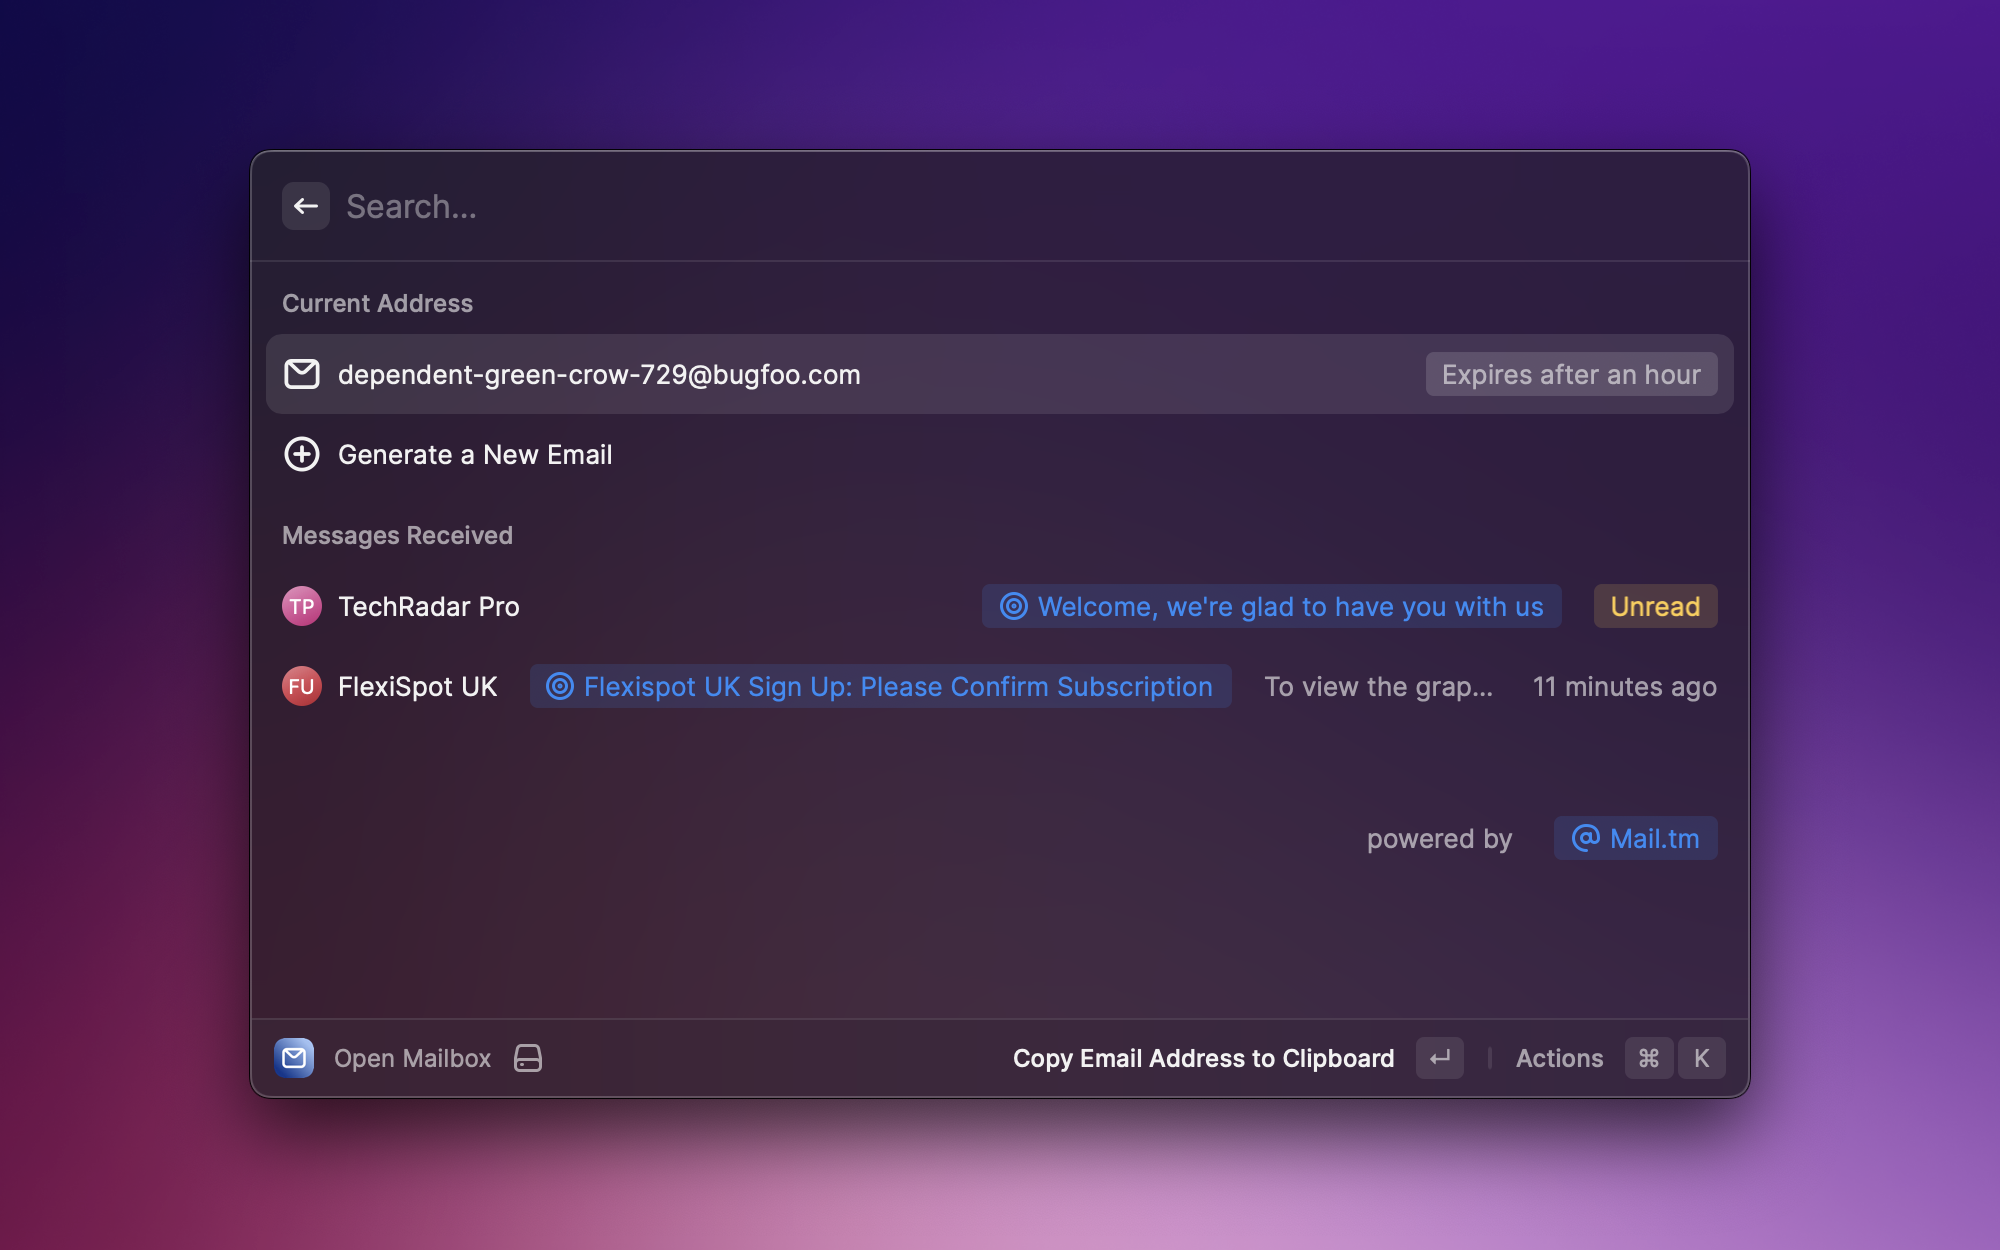 Search...
Current Address
dependent-green-crow-729@bugfoo.com Expires after an hour
Generate a New Email
Messages Received
TP TechRadar Pro Welcome, we're glad to have you with us Unread
FU FlexiSpot UK Flexispot UK Sign Up: Please Confirm Subscription To view the grap... 11 minutes ago
powered by @ Mail.tm
Open Mailbox Copy Email Address to Clipboard ↵ Actions ⌘ K